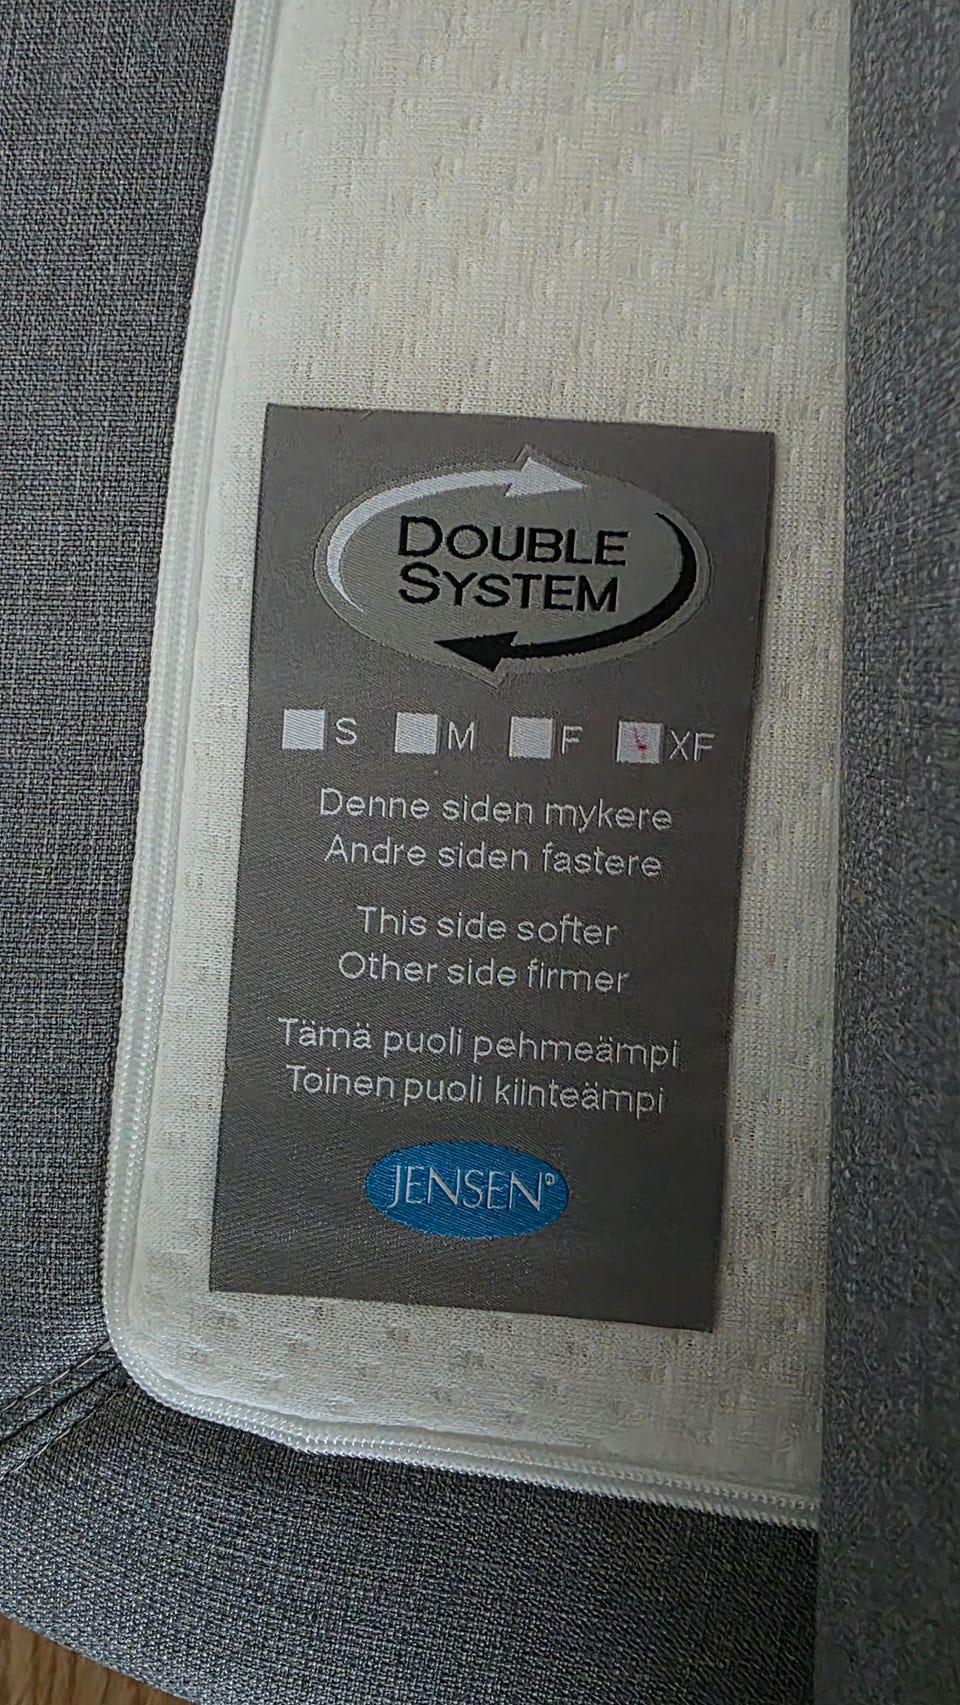 DOUBLE
SYSTEM
S M F XF
Denne siden mykere
Andre siden fastere
This side softer
Other side firmer
Tämä puoli pehmeämpi
Toinen puoli kiinteämpi
JENSEN®